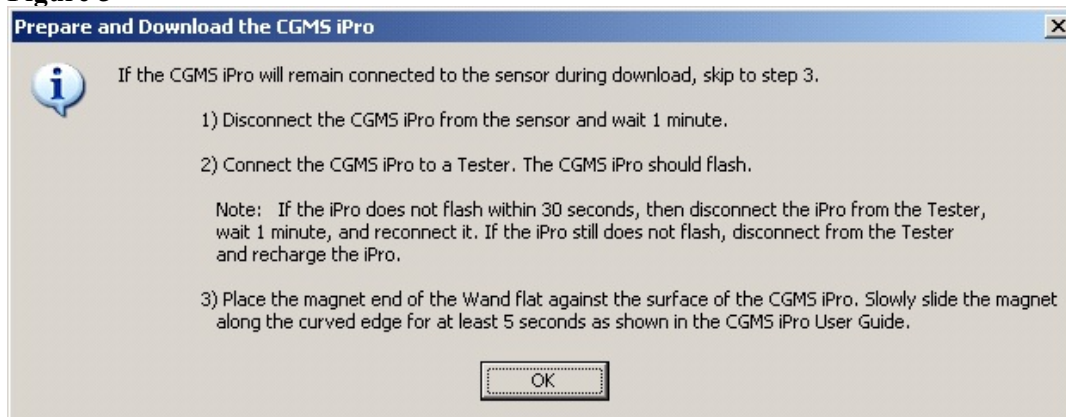 Prepare and Download the CGMS iPro
If the CGMS iPro will remain connected to the sensor during download, skip to step 3.
1) Disconnect the CGMS iPro from the sensor and wait 1 minute.
2) Connect the CGMS iPro to a Tester. The CGMS iPro should flash.
Note: If the iPro does not flash within 30 seconds, then disconnect the iPro from the Tester,
wait 1 minute, and reconnect it. If the iPro still does not flash, disconnect from the Tester
and recharge the iPro.
3) Place the magnet end of the Wand flat against the surface of the CGMS iPro. Slowly slide the magnet
along the curved edge for at least 5 seconds as shown in the CGMS iPro User Guide.
OK